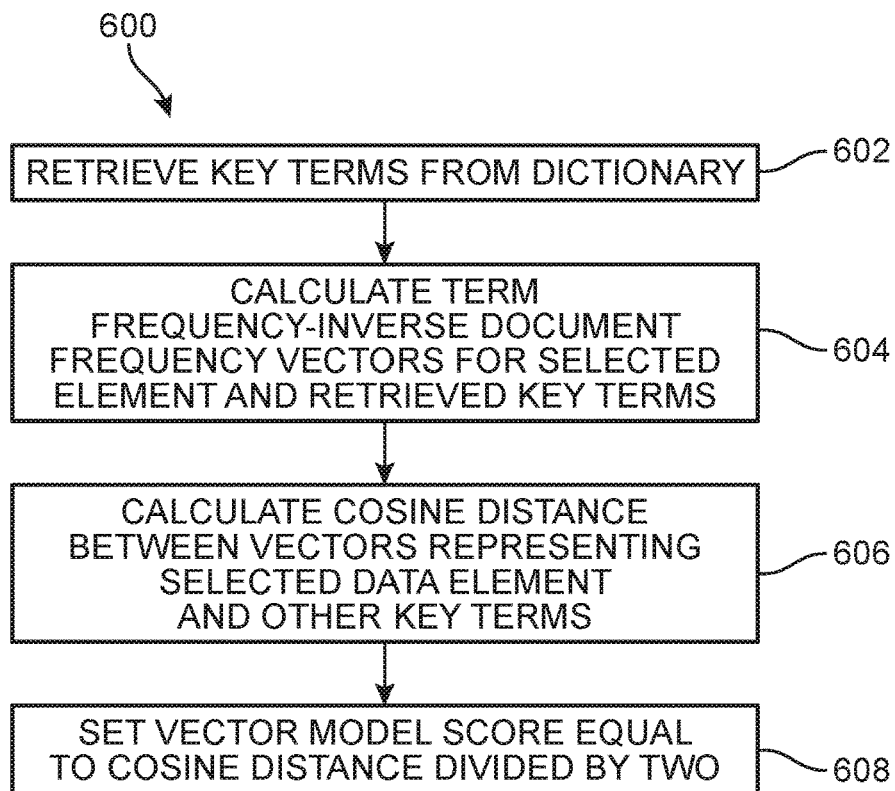 600
RETRIEVE KEY TERMS FROM DICTIONARY
602
CALCULATE TERM
FREQUENCY-INVERSE DOCUMENT
FREQUENCY VECTORS FOR SELECTED
ELEMENT AND RETRIEVED KEY TERMS
604
CALCULATE COSINE DISTANCE
BETWEEN VECTORS REPRESENTING
SELECTED DATA ELEMENT
AND OTHER KEY TERMS
606
SET VECTOR MODEL SCORE EQUAL
TO COSINE DISTANCE DIVIDED BY TWO
608